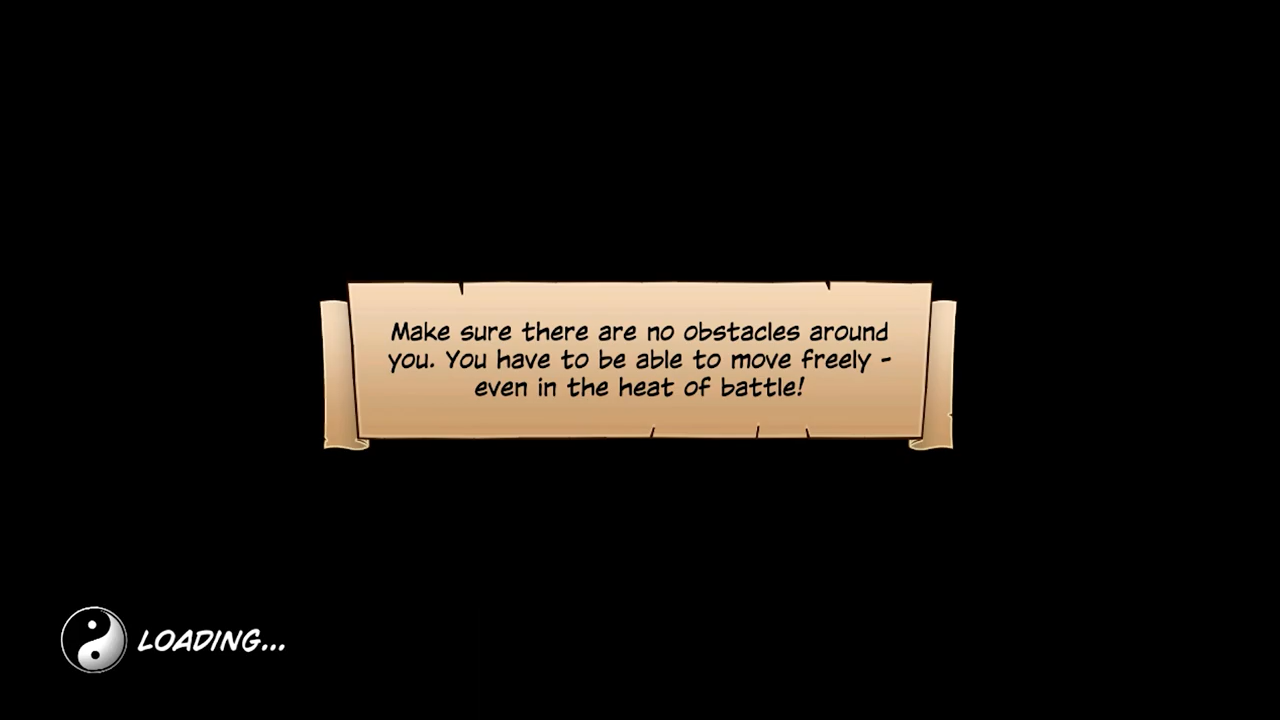 Make sure there are no obstacles around
you. You have to be able to move freely -
even in the heat of battle!
LOADING...